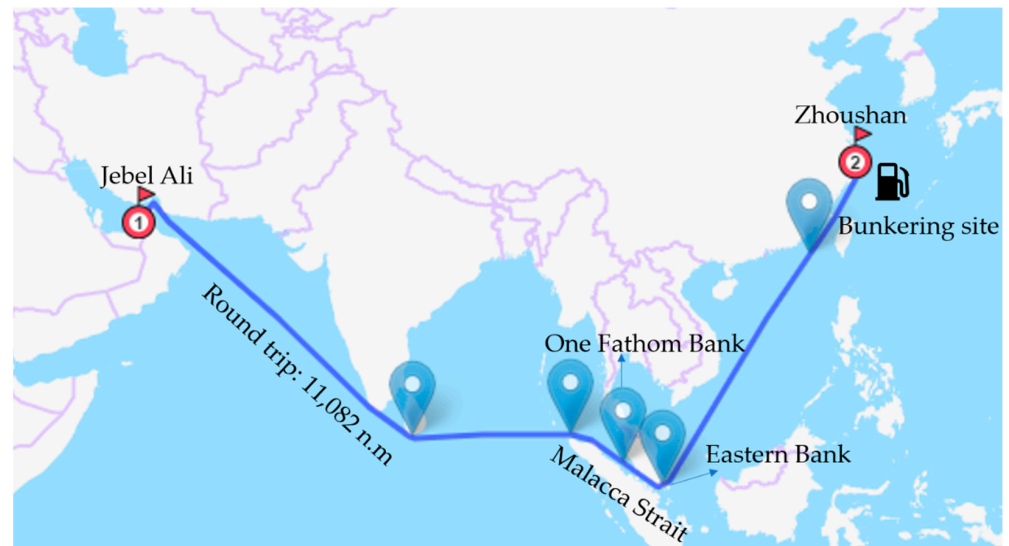 Zhoushan
2
Jebel Ali
1
Bunkering site
Round trip: 11,082 n.m
One Fathom Bank
Eastern Bank
Malacca Strait